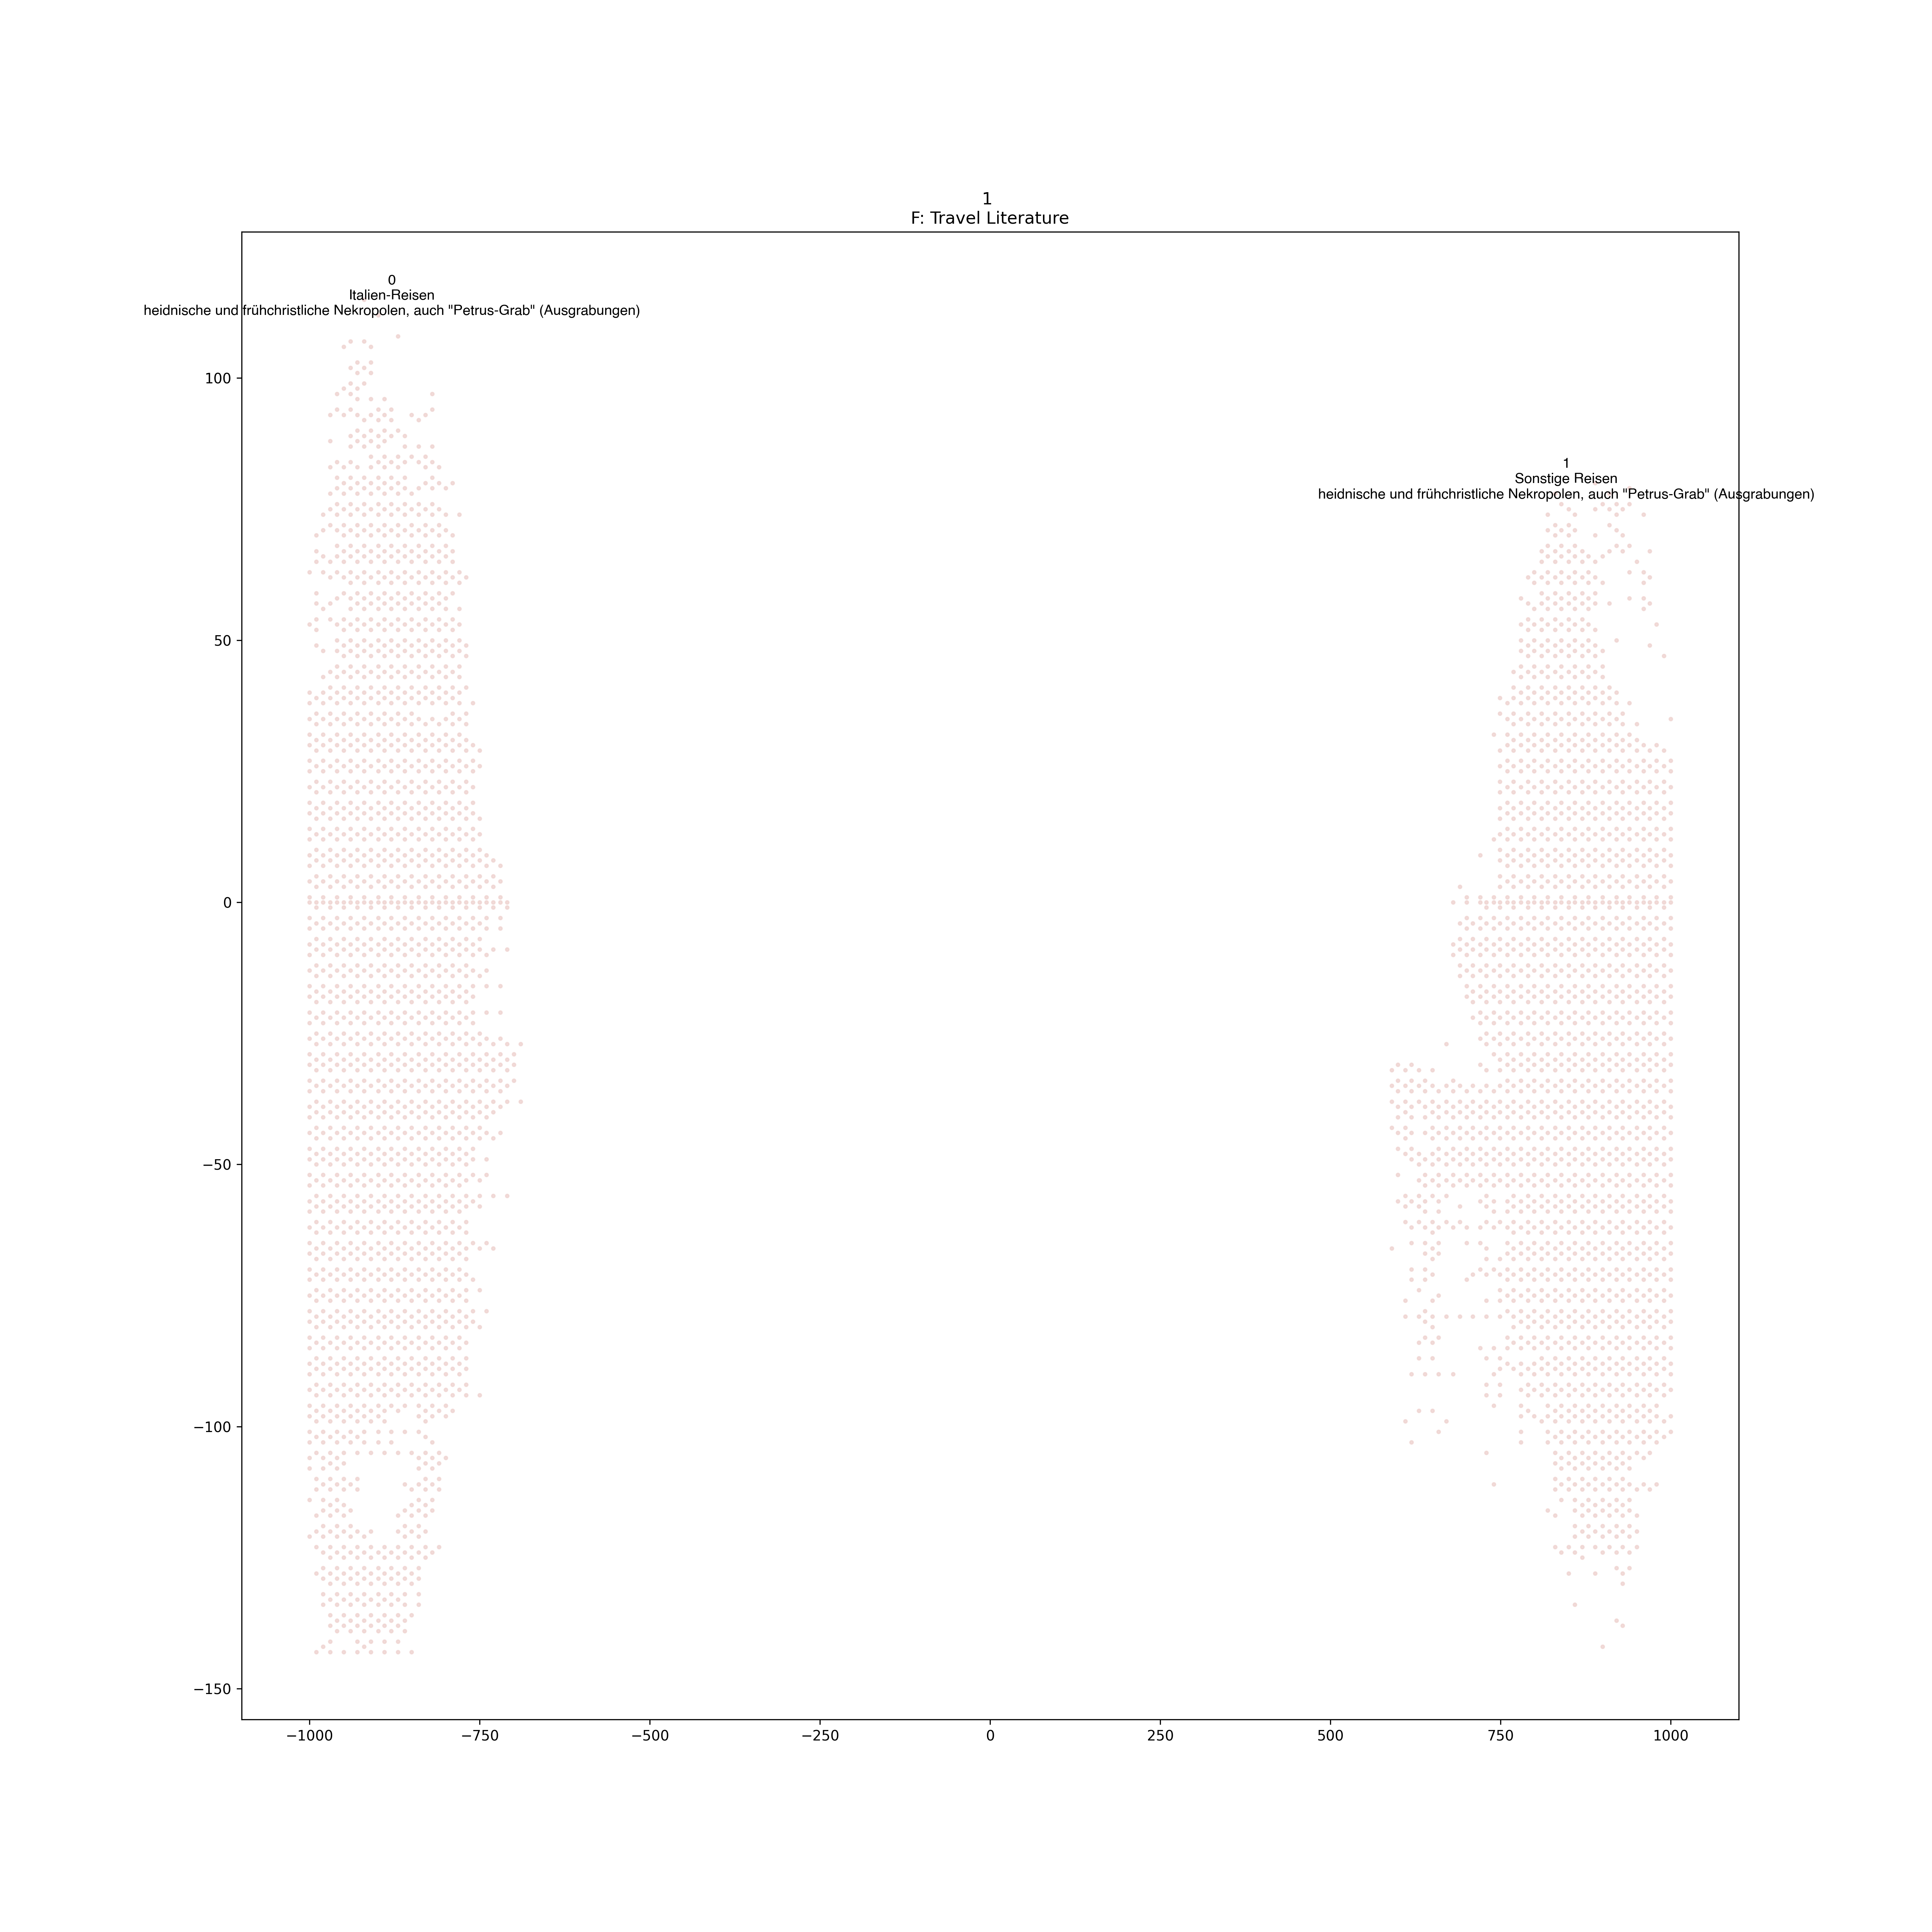 1
F: Travel Literature
0
Italien-Reisen
heidnische und frühchristliche Nekropolen, auch "Petrus-Grab" (Ausgrabungen)
1
Sonstige Reisen
heidnische und frühchristliche Nekropolen, auch "Petrus-Grab" (Ausgrabungen)
100
50
0
−50
−100
−150
−1000 −750 −500 −250 0 250 500 750 1000